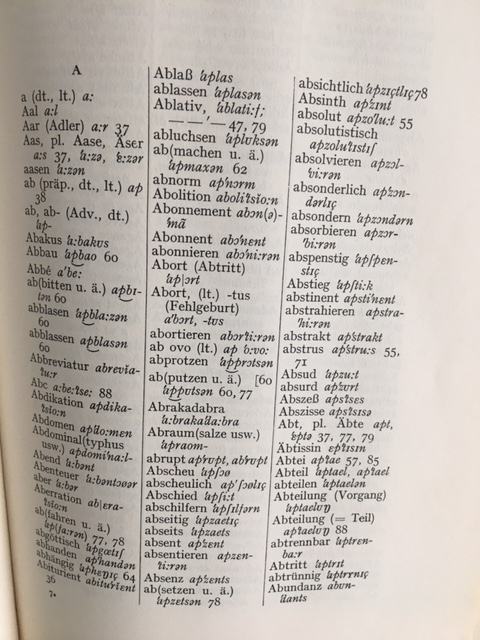 A
a (dt., lt.) a:
Aal a:l
Aar (Adler) a:r 37
Aas, pl. Aase, Äser
a:s 37, 'a:zə, 'ɛ:zər
aasen 'a:zən
ab (präp., dt., lt.) ap
38
ab, ab- (Adv., dt.)
'ap-
Abakus 'a:bakus
Abbau 'apbao 60
Abbé a'be:
ab(bitten u. ä.) 'apbɪ-
tən 60
abblasen 'apbla:zən
60
abblassen 'apblasən
60
Abbreviatur abrevia-
'tu:r
Abc a:be:'tse: 88
Abdikation apdika-
'tsio:n
Abdomen ap'do:mən
Abdominal(typhus
usw.) apdomi'na:l-
Abend 'a:bənt
Abenteuer 'a:bəntɔøər
aber 'a:bər
Aberration ab|ɛra-
'tsio:n
ab(fahren u. ä.)
'ap(fa:rən) 77, 78
abgöttisch 'apgœtɪʃ
abhanden ap'handən
abhängig 'aphɛŋɪç 64
Abiturient abituri'ɛnt
36
7*
Ablaß 'aplas
ablassen 'aplasən
Ablativ, 'ablati:f;
— — ' — 47, 79
abluchsen 'aplʊksən
ab(machen u. ä.)
'apmaxən 62
abnorm ap'nɔrm
Abolition aboli'tsio:n
Abonnement abɔn(ə)-
'mã
Abonnent abɔ'nɛnt
abonnieren abɔ'ni:rən
Abort (Abtritt)
'ap|ɔrt
Abort, (lt.) -tus
(Fehlgeburt)
a'bɔrt, -tʊs
abortieren abɔr'ti:rən
ab ovo (lt.) ap 'o:vo:
abprotzen 'apprɔtsən
ab(putzen u. ä.) [60
'appʊtsən 60, 77
Abrakadabra
'a:braka'da:bra
Abraum(salze usw.)
'apraom-
abrupt ap'rʊpt, ab'rʊpt
Abscheu 'apʃɔø
abscheulich ap'ʃɔølɪç
Abschied 'apʃi:t
abschilfern 'apʃɪlfərn
abseitig 'apzaetɪç
abseits 'apzaets
absent ap'zɛnt
absentieren apzɛn-
'ti:rən
Absenz ap'zɛnts
ab(setzen u. ä.)
'apzɛtsən 78
absichtlich 'apzɪçtlɪç 78
Absinth ap'zɪnt
absolut apzo'lu:t 55
absolutistisch
apzolu'tɪstɪʃ
absolvieren apzɔl-
'vi:rən
absonderlich ap'zɔn-
dərlɪç
absondern 'apzɔndərn
absorbieren apzɔr-
'bi:rən
abspenstig 'apʃpɛn-
stɪç
Abstieg 'apʃti:k
abstinent apsti'nɛnt
abstrahieren apstra-
'hi:rən
abstrakt ap'strakt
abstrus ap'stru:s 55,
71
Absud 'apzu:t
absurd ap'zʊrt
Abszeß aps'tsɛs
Abszisse aps'tsɪsə
Abt, pl. Äbte apt,
'ɛptə 37, 77, 79
Äbtissin ɛp'tɪsɪn
Abtei ap'tae 57, 85
Abteil 'aptael, ap'tael
abteilen 'aptaelən
Abteilung (Vorgang)
'aptaelʊŋ
Abteilung (= Teil)
ap'taelʊŋ 88
abtrennbar 'aptrɛn-
ba:r
Abtritt 'aptrɪt
abtrünnig 'aptrʏnɪç
Abundanz abʊn-
'dants